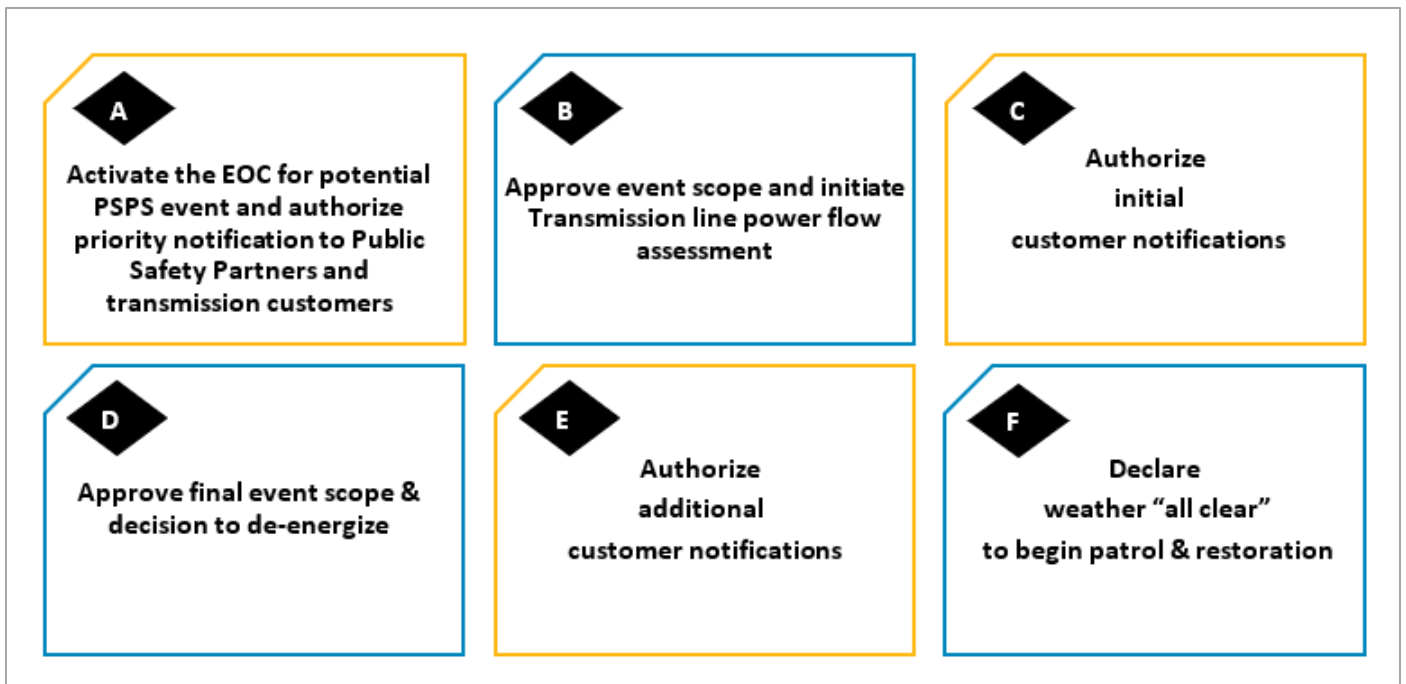 A
Activate the EOC for potential
PSPS event and authorize
priority notification to Public
Safety Partners and
transmission customers
B
Approve event scope and initiate
Transmission line power flow
assessment
C
Authorize
initial
customer notifications
D
Approve final event scope &
decision to de-energize
E
Authorize
additional
customer notifications
F
Declare
weather “all clear”
to begin patrol & restoration